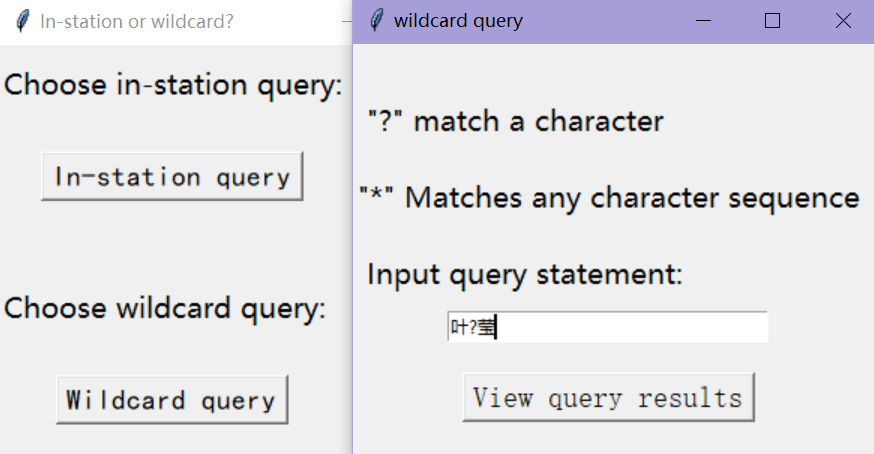 In-station or wildcard?
Choose in-station query:
In-station query
Choose wildcard query:
Wildcard query
wildcard query
"?" match a character
"*" Matches any character sequence
Input query statement:
叶?莹
View query results